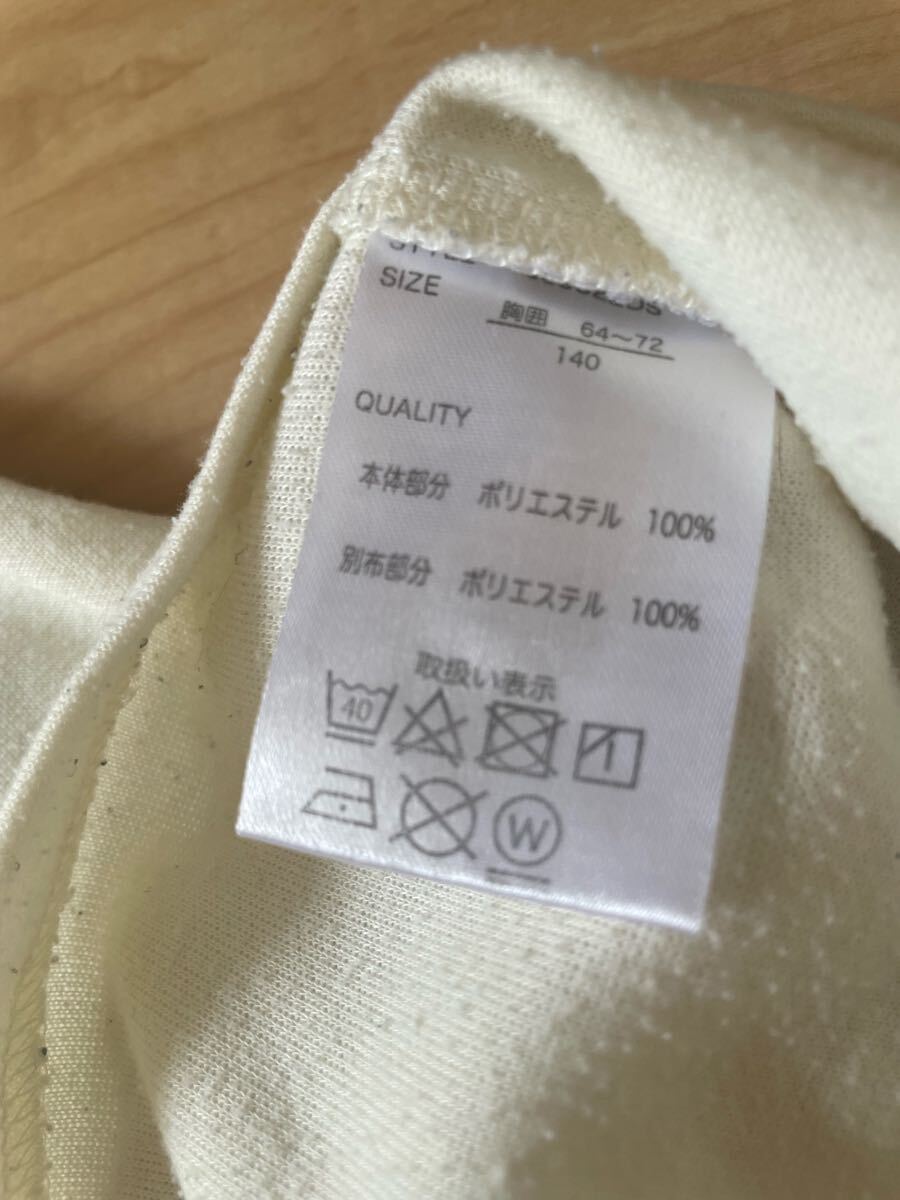 SIZE
胸囲 64～72
140
QUALITY
本体部分 ポリエステル 100%
別布部分 ポリエステル 100%
取扱い表示
40
W